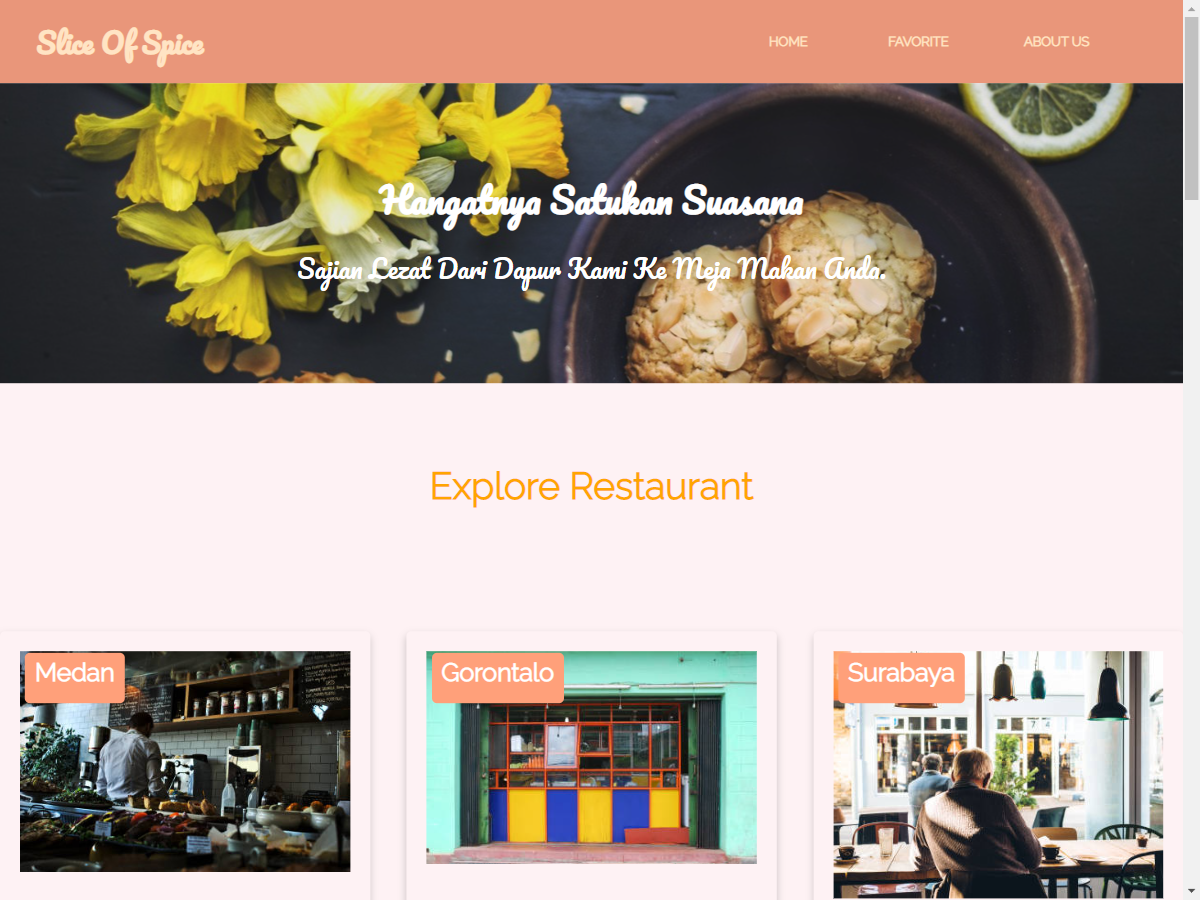 Slice Of Spice
HOME FAVORITE ABOUT US
Hangatnya Satukan Suasana
Sajian Lezat Dari Dapur Kami Ke Meja Makan Anda.
Explore Restaurant
Medan Gorontalo Surabaya